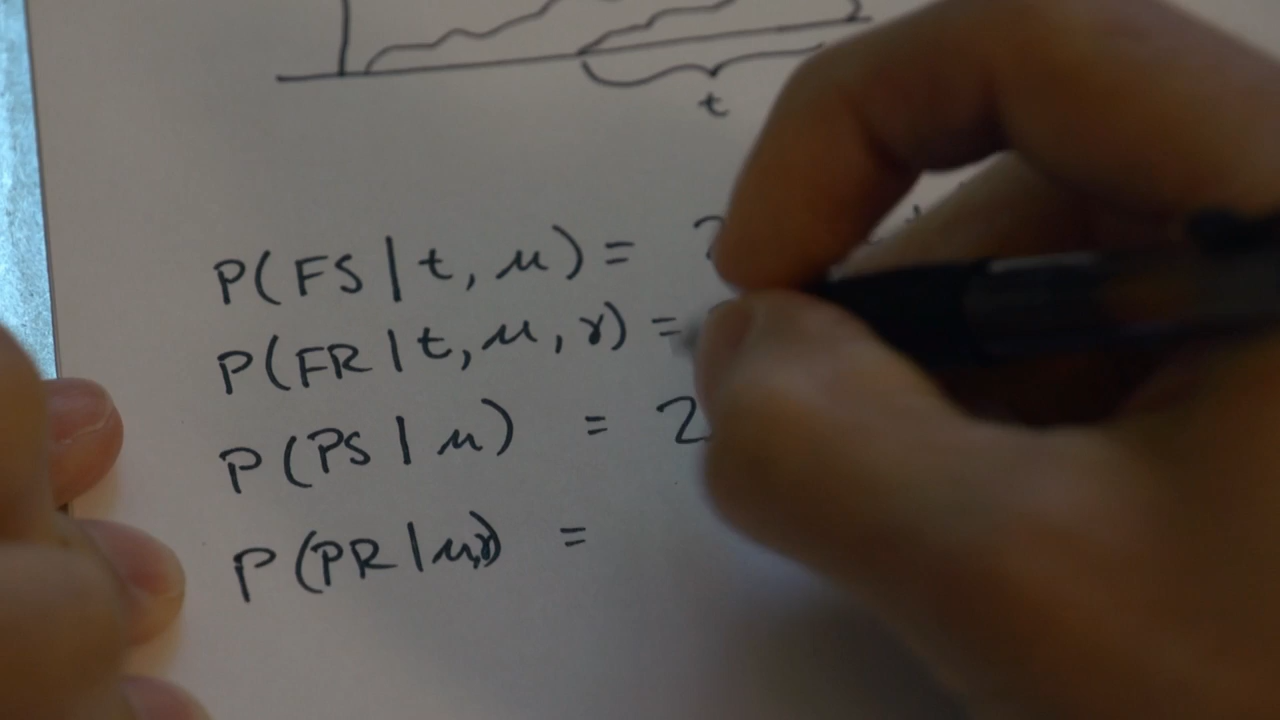 t
P(FS|t, μ) = 2
P(FR|t, μ, γ) =
P(PS|μ) = 2
P(PR|μ,γ) =